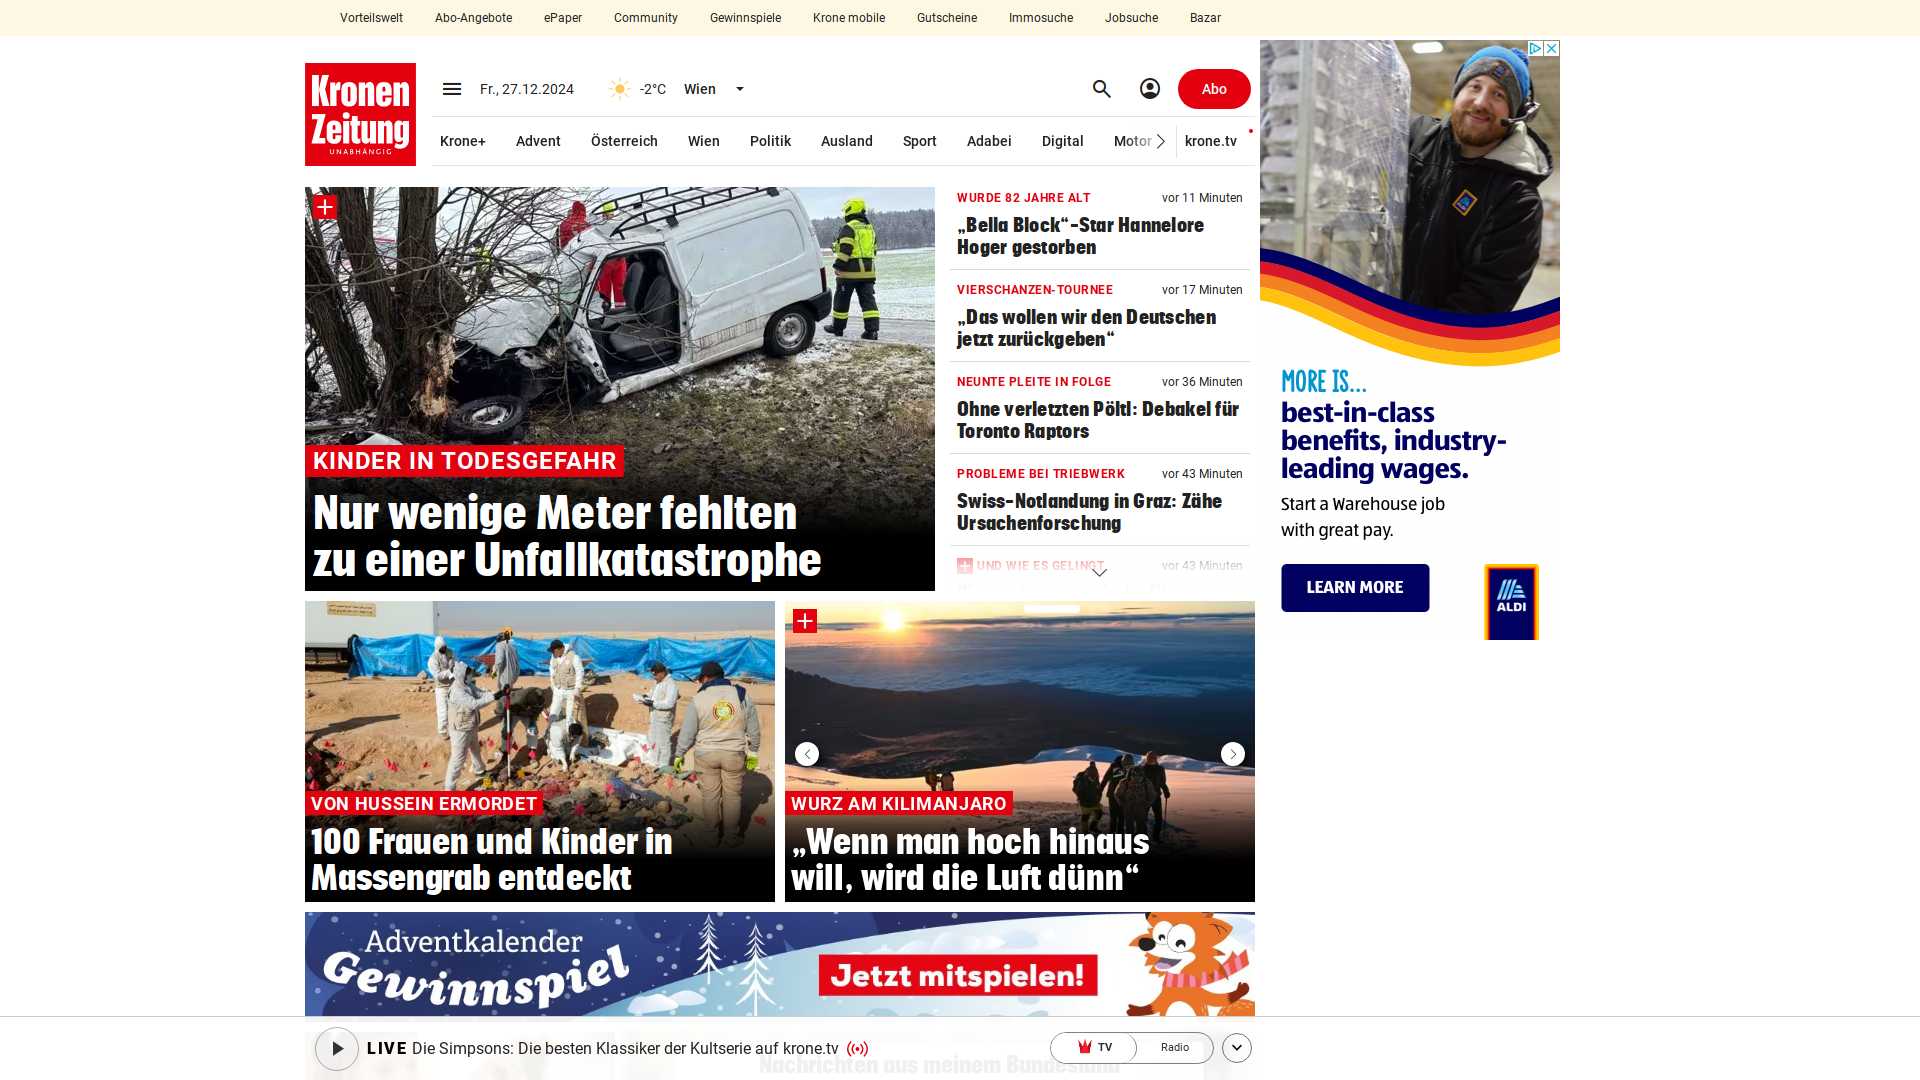 Vorteilswelt Abo-Angebote ePaper Community Gewinnspiele Krone mobile Gutscheine Immosuche Jobsuche Bazar
Kronen
Zeitung
UNABHÄNGIG
Fr., 27.12.2024 -2°C Wien
Abo
Krone+ Advent Österreich Wien Politik Ausland Sport Adabei Digital Motor krone.tv
KINDER IN TODESGEFAHR
Nur wenige Meter fehlten
zu einer Unfallkatastrophe
WURDE 82 JAHRE ALT vor 11 Minuten
„Bella Block“-Star Hannelore
Hoger gestorben
VIERSCHANZEN-TOURNEE vor 17 Minuten
„Das wollen wir den Deutschen
jetzt zurückgeben“
NEUNTE PLEITE IN FOLGE vor 36 Minuten
Ohne verletzten Pöltl: Debakel für
Toronto Raptors
PROBLEME BEI TRIEBWERK vor 43 Minuten
Swiss-Notlandung in Graz: Zähe
Ursachenforschung
UND WIE ES GELINGT vor 43 Minuten
VON HUSSEIN ERMORDET
100 Frauen und Kinder in
Massengrab entdeckt
WURZ AM KILIMANJARO
„Wenn man hoch hinaus
will, wird die Luft dünn“
MORE IS...
best-in-class
benefits, industry-
leading wages.
Start a Warehouse job
with great pay.
LEARN MORE
ALDI
Adventkalender
Gewinnspiel
Jetzt mitspielen!
LIVE Die Simpsons: Die besten Klassiker der Kultserie auf krone.tv
TV Radio
Nachrichten aus meinem Bundesland